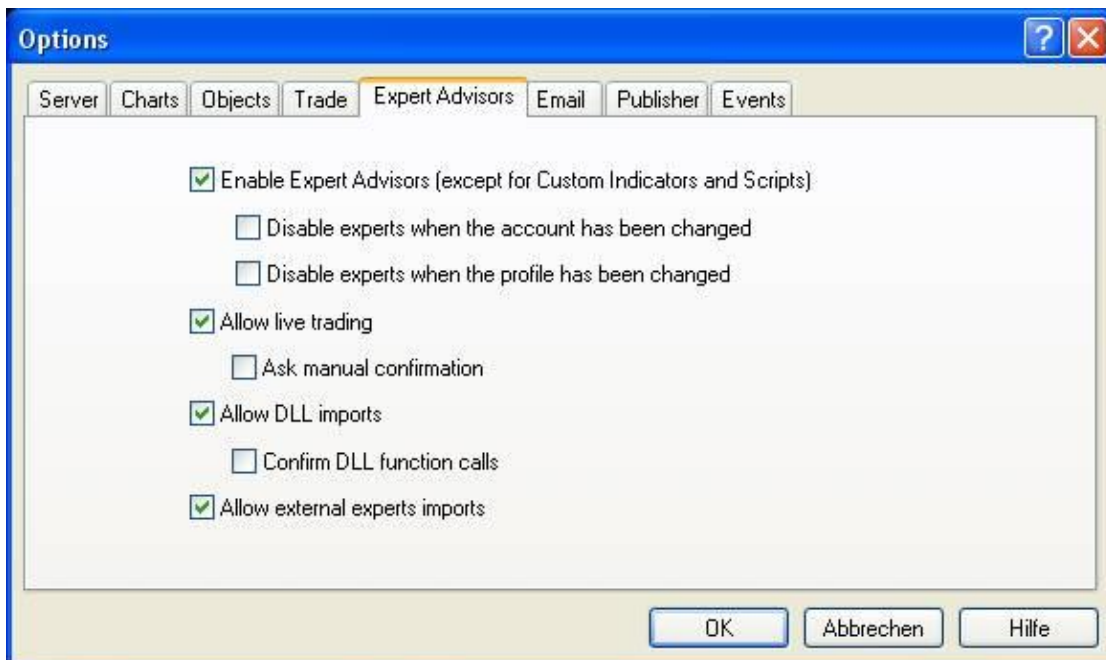 Options
Server Charts Objects Trade Expert Advisors Email Publisher Events
Enable Expert Advisors (except for Custom Indicators and Scripts)
Disable experts when the account has been changed
Disable experts when the profile has been changed
Allow live trading
Ask manual confirmation
Allow DLL imports
Confirm DLL function calls
Allow external experts imports
OK Abbrechen Hilfe